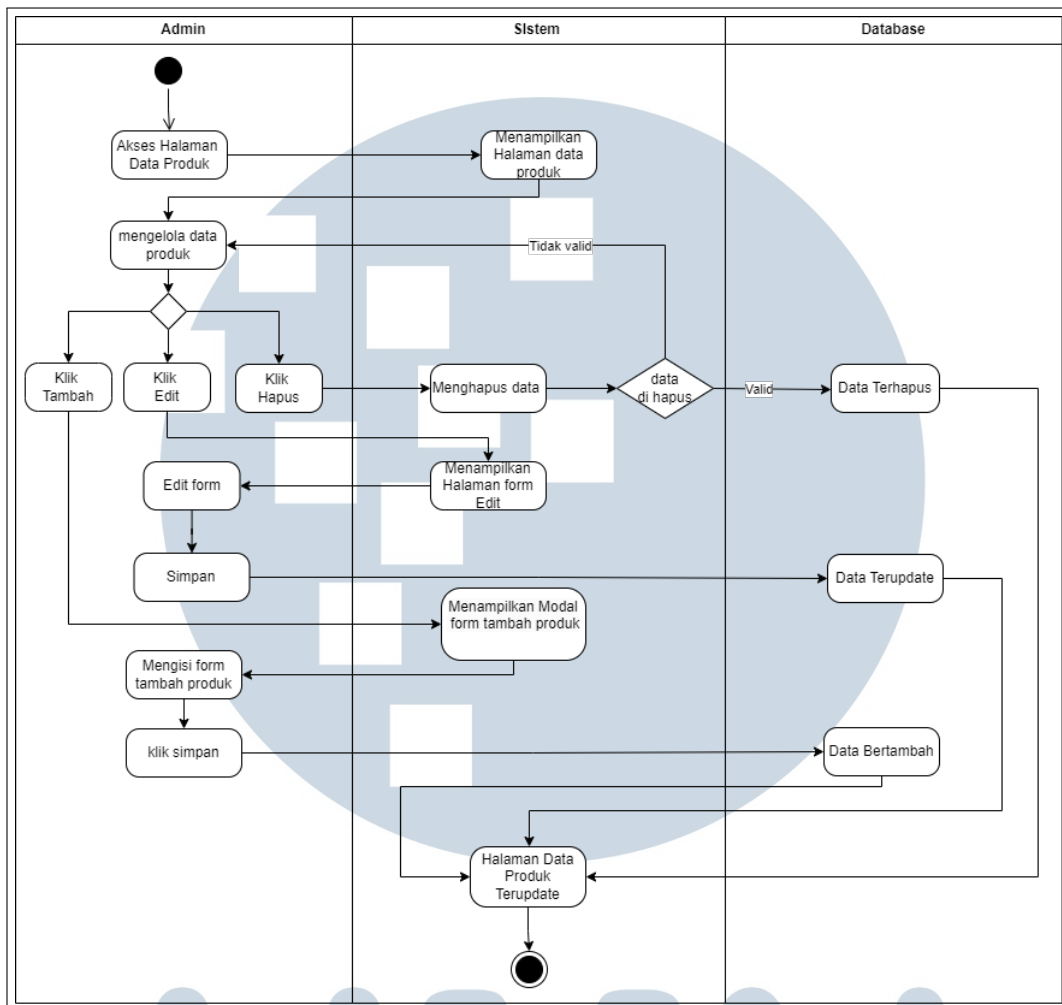 Admin
SIstem
Database
Akses Halaman
Data Produk
Menampilkan
Halaman data
produk
mengelola data
produk
Tidak valid
Klik
Tambah
Klik
Edit
Klik
Hapus
Menghapus data
data
di hapus
Valid
Data Terhapus
Menampilkan
Halaman form
Edit
Edit form
Simpan
Data Terupdate
Menampilkan Modal
form tambah produk
Mengisi form
tambah produk
klik simpan
Data Bertambah
Halaman Data
Produk
Terupdate